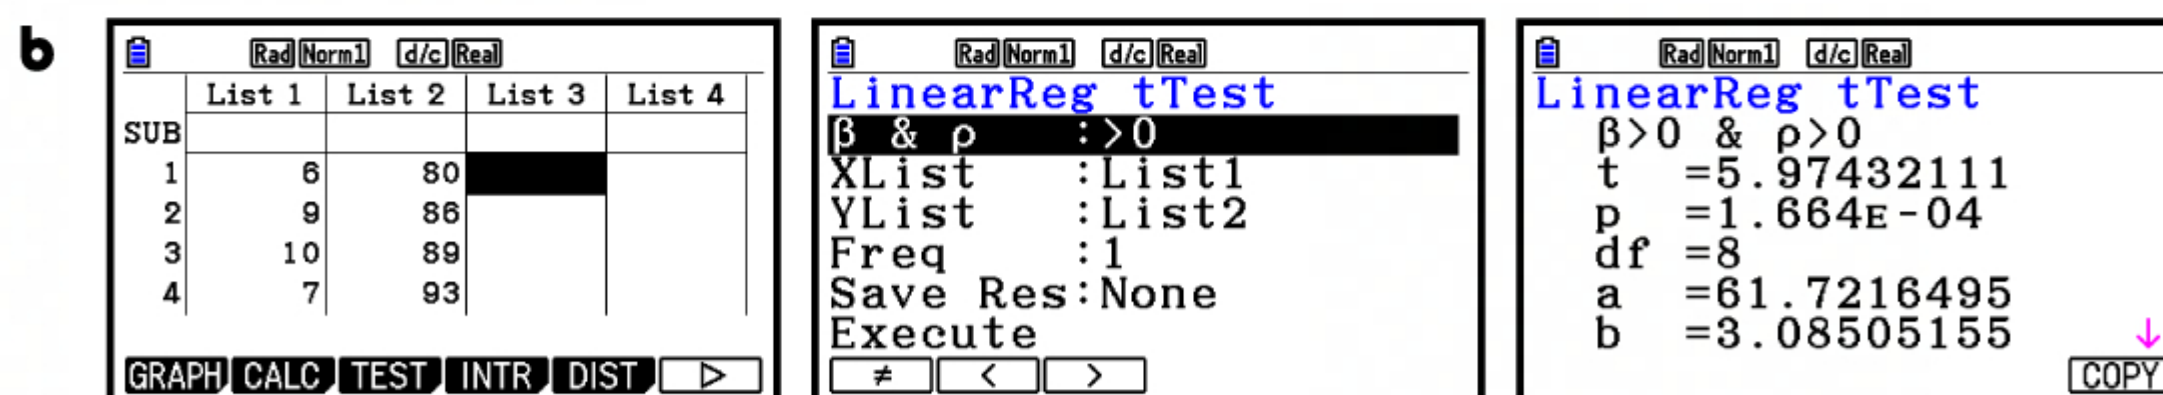 b
Rad Norm1 d/c Real
List 1 List 2 List 3 List 4
SUB
1 6 80
2 9 86
3 10 89
4 7 93
GRAPH CALC TEST INTR DIST ▷
Rad Norm1 d/c Real
LinearReg tTest
β & ρ :>0
XList :List1
YList :List2
Freq :1
Save Res:None
Execute
≠ < >
Rad Norm1 d/c Real
LinearReg tTest
β>0 & ρ>0
t =5.97432111
p =1.664E-04
df =8
a =61.7216495
b =3.08505155 ↓
COPY